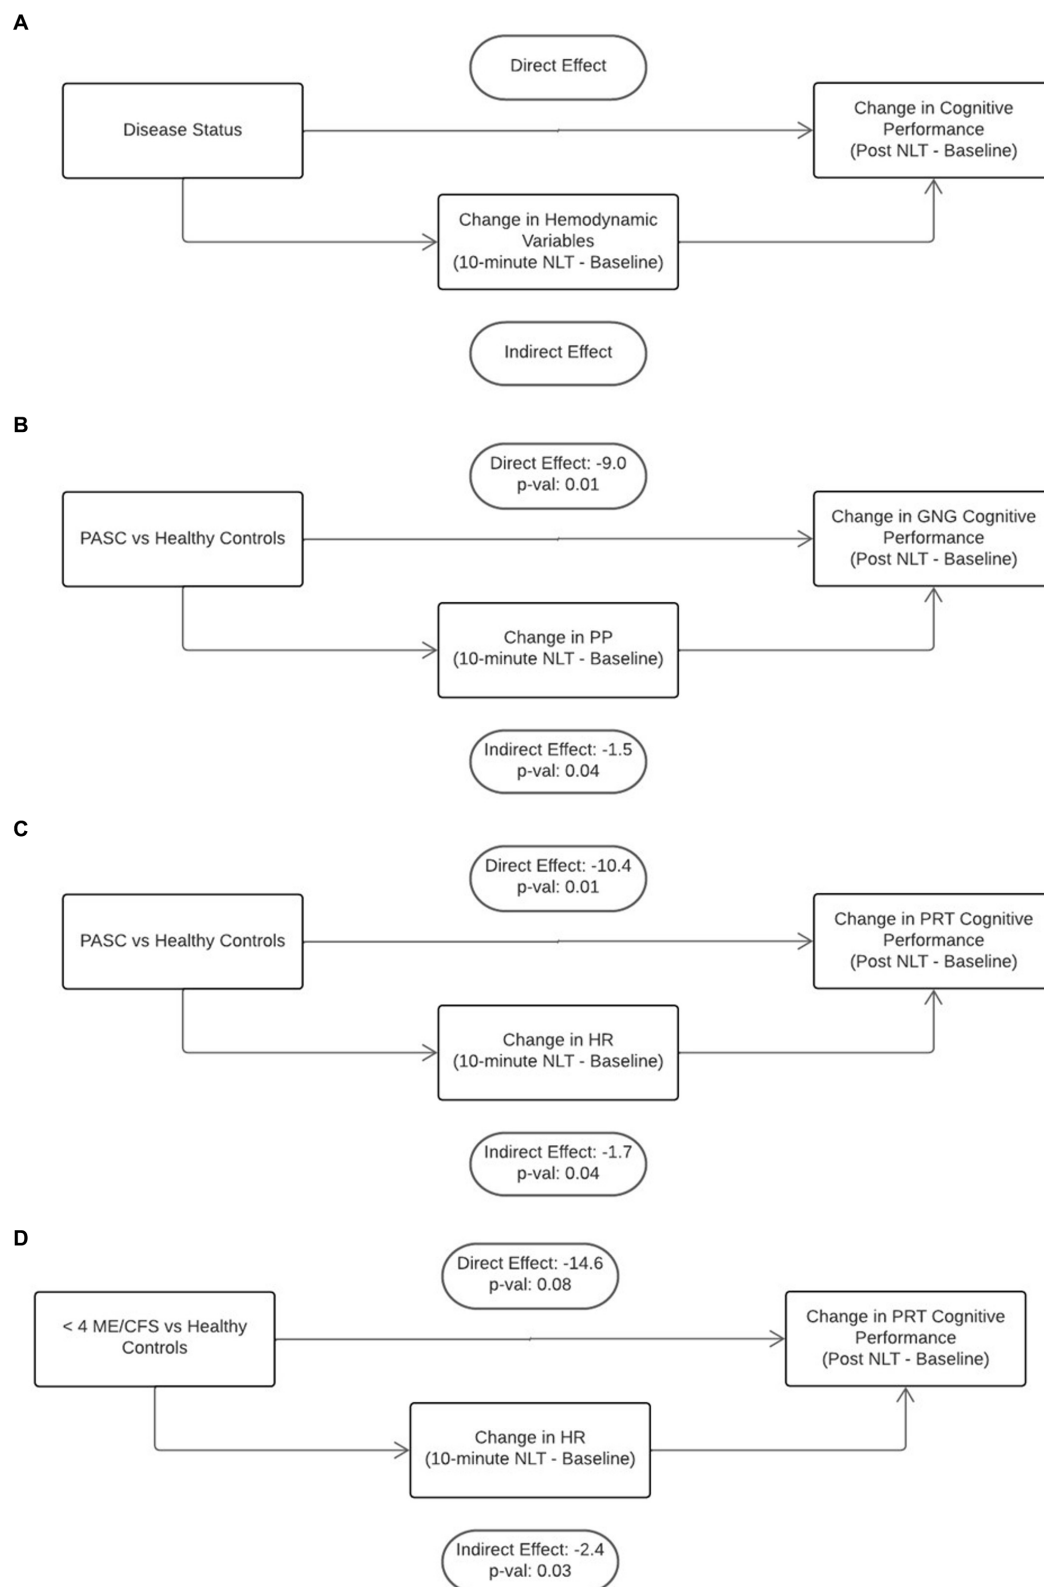 A
Direct Effect
Disease Status
Change in Cognitive
Performance
(Post NLT - Baseline)
Change in Hemodynamic
Variables
(10-minute NLT - Baseline)
Indirect Effect
B
Direct Effect: -9.0
p-val: 0.01
PASC vs Healthy Controls
Change in GNG Cognitive
Performance
(Post NLT - Baseline)
Change in PP
(10-minute NLT - Baseline)
Indirect Effect: -1.5
p-val: 0.04
C
Direct Effect: -10.4
p-val: 0.01
PASC vs Healthy Controls
Change in PRT Cognitive
Performance
(Post NLT - Baseline)
Change in HR
(10-minute NLT - Baseline)
Indirect Effect: -1.7
p-val: 0.04
D
Direct Effect: -14.6
p-val: 0.08
< 4 ME/CFS vs Healthy
Controls
Change in PRT Cognitive
Performance
(Post NLT - Baseline)
Change in HR
(10-minute NLT - Baseline)
Indirect Effect: -2.4
p-val: 0.03